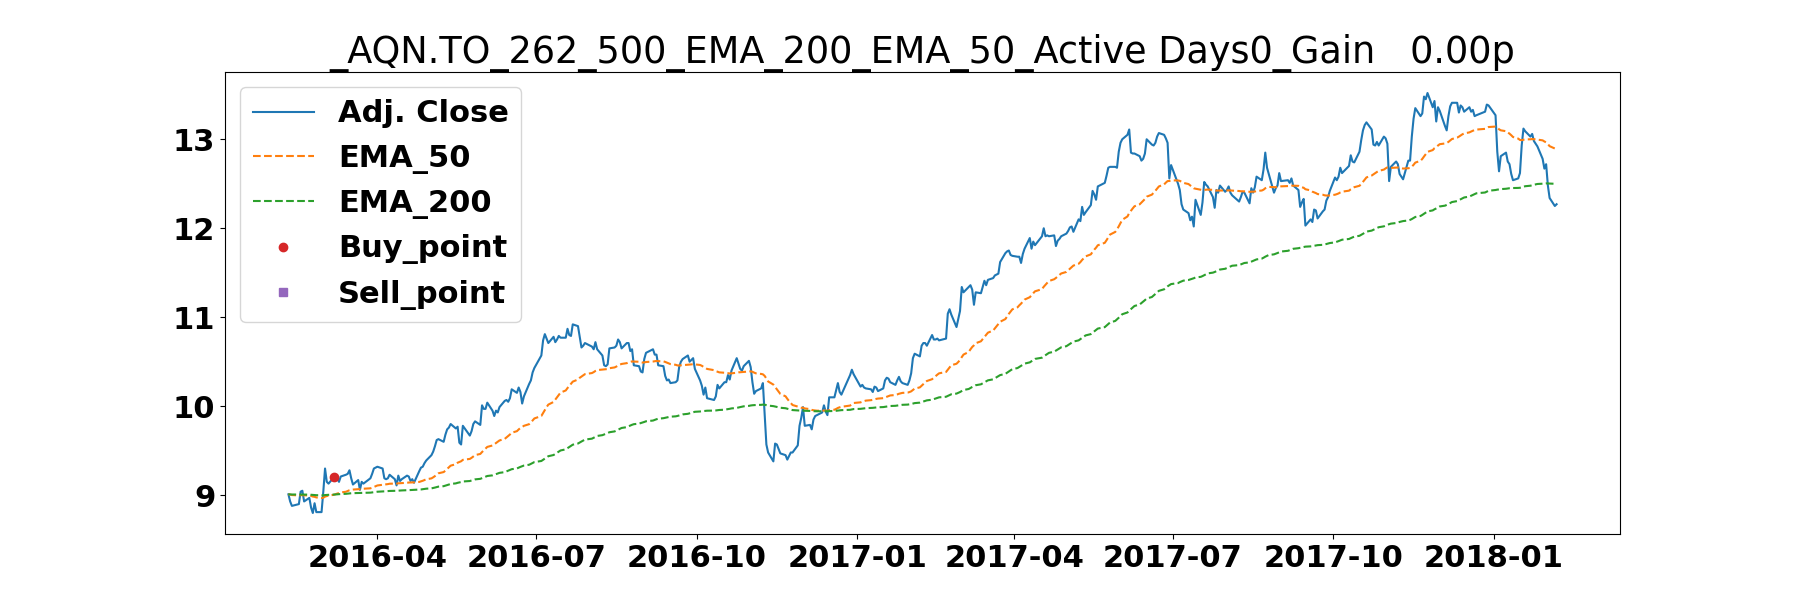 _AQN.TO_262_500_EMA_200_EMA_50_Active Days0_Gain   0.00p
Adj. Close
EMA_50
EMA_200
Buy_point
Sell_point
13
12
11
10
9
2016-04 2016-07 2016-10 2017-01 2017-04 2017-07 2017-10 2018-01